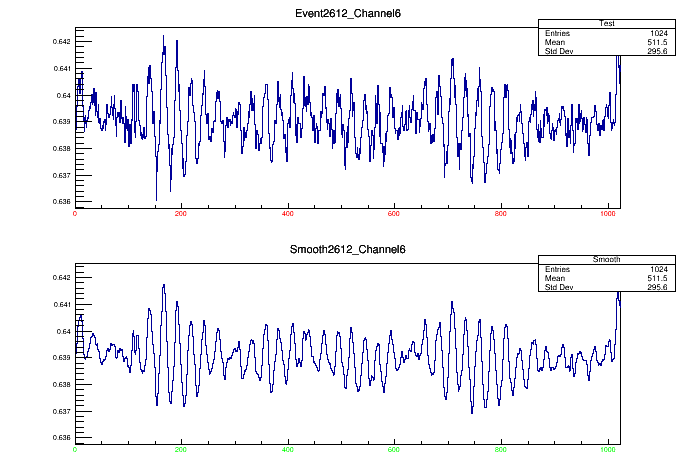 Event2612_Channel6
Test
Entries 1024
Mean 511.5
Std Dev 295.6
0.642
0.641
0.64
0.639
0.638
0.637
0.636
0 200 400 600 800 1000
Smooth2612_Channel6
Smooth
Entries 1024
Mean 511.5
Std Dev 295.6
0.642
0.641
0.64
0.639
0.638
0.637
0.636
0 200 400 600 800 1000